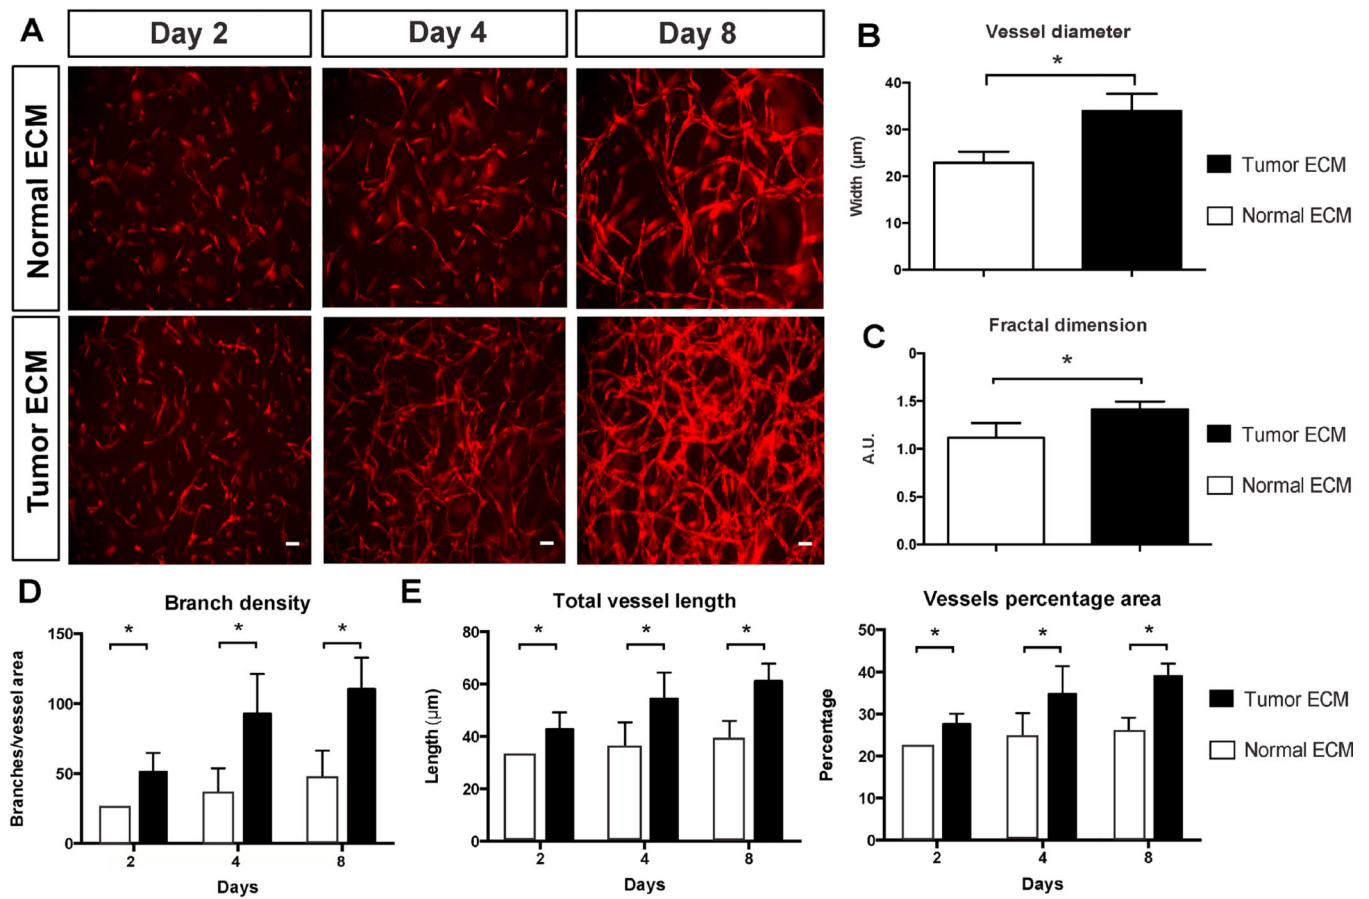 A
Day 2
Day 4
Day 8
Normal ECM
Tumor ECM
B
Vessel diameter
*
Width (µm)
40
30
20
10
0
Tumor ECM
Normal ECM
C
Fractal dimension
*
A.U.
0
1.5
1.0
0.5
0.0
Tumor ECM
Normal ECM
D
Branch density
Branches/vessel area
150
100
50
0
* * *
2 4 8
Days
E
Total vessel length
Length (µm)
80
60
40
20
0
* * *
2 4 8
Days
Vessels percentage area
Percentage
50
40
30
20
10
0
* * *
2 4 8
Days
Tumor ECM
Normal ECM